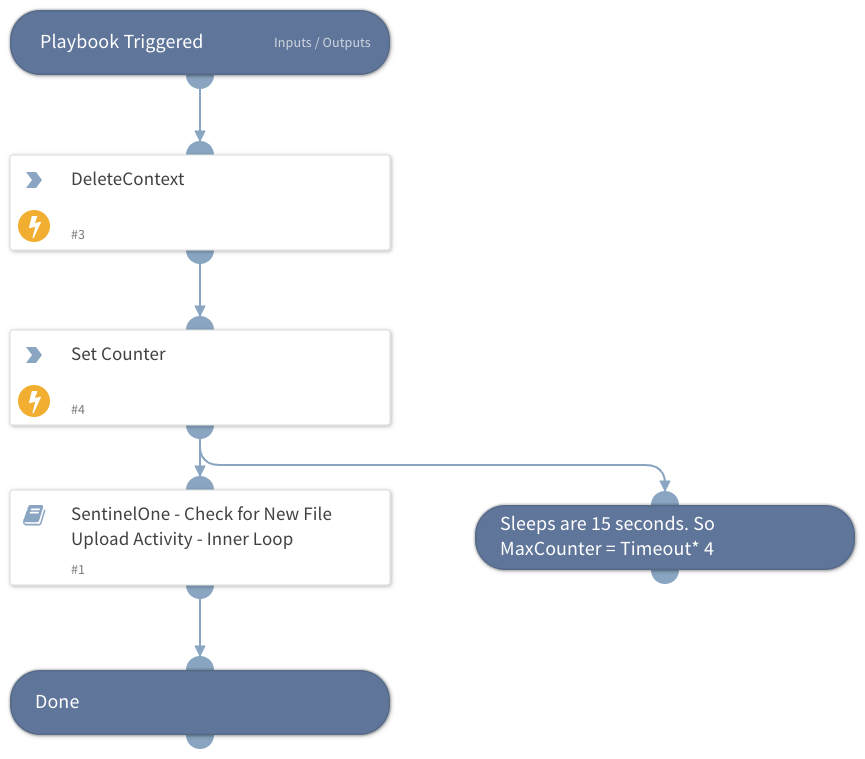 Playbook Triggered
Inputs / Outputs
DeleteContext
#3
Set Counter
#4
SentinelOne - Check for New File
Upload Activity - Inner Loop
#1
Sleeps are 15 seconds. So
MaxCounter = Timeout* 4
Done